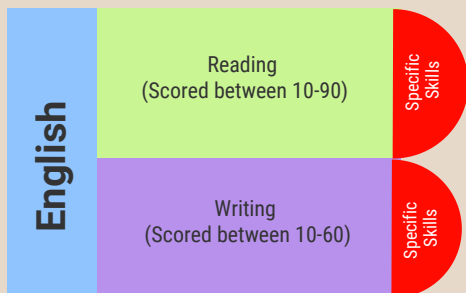 English
Reading
(Scored between 10-90)
Specific
Skills
Writing
(Scored between 10-60)
Specific
Skills